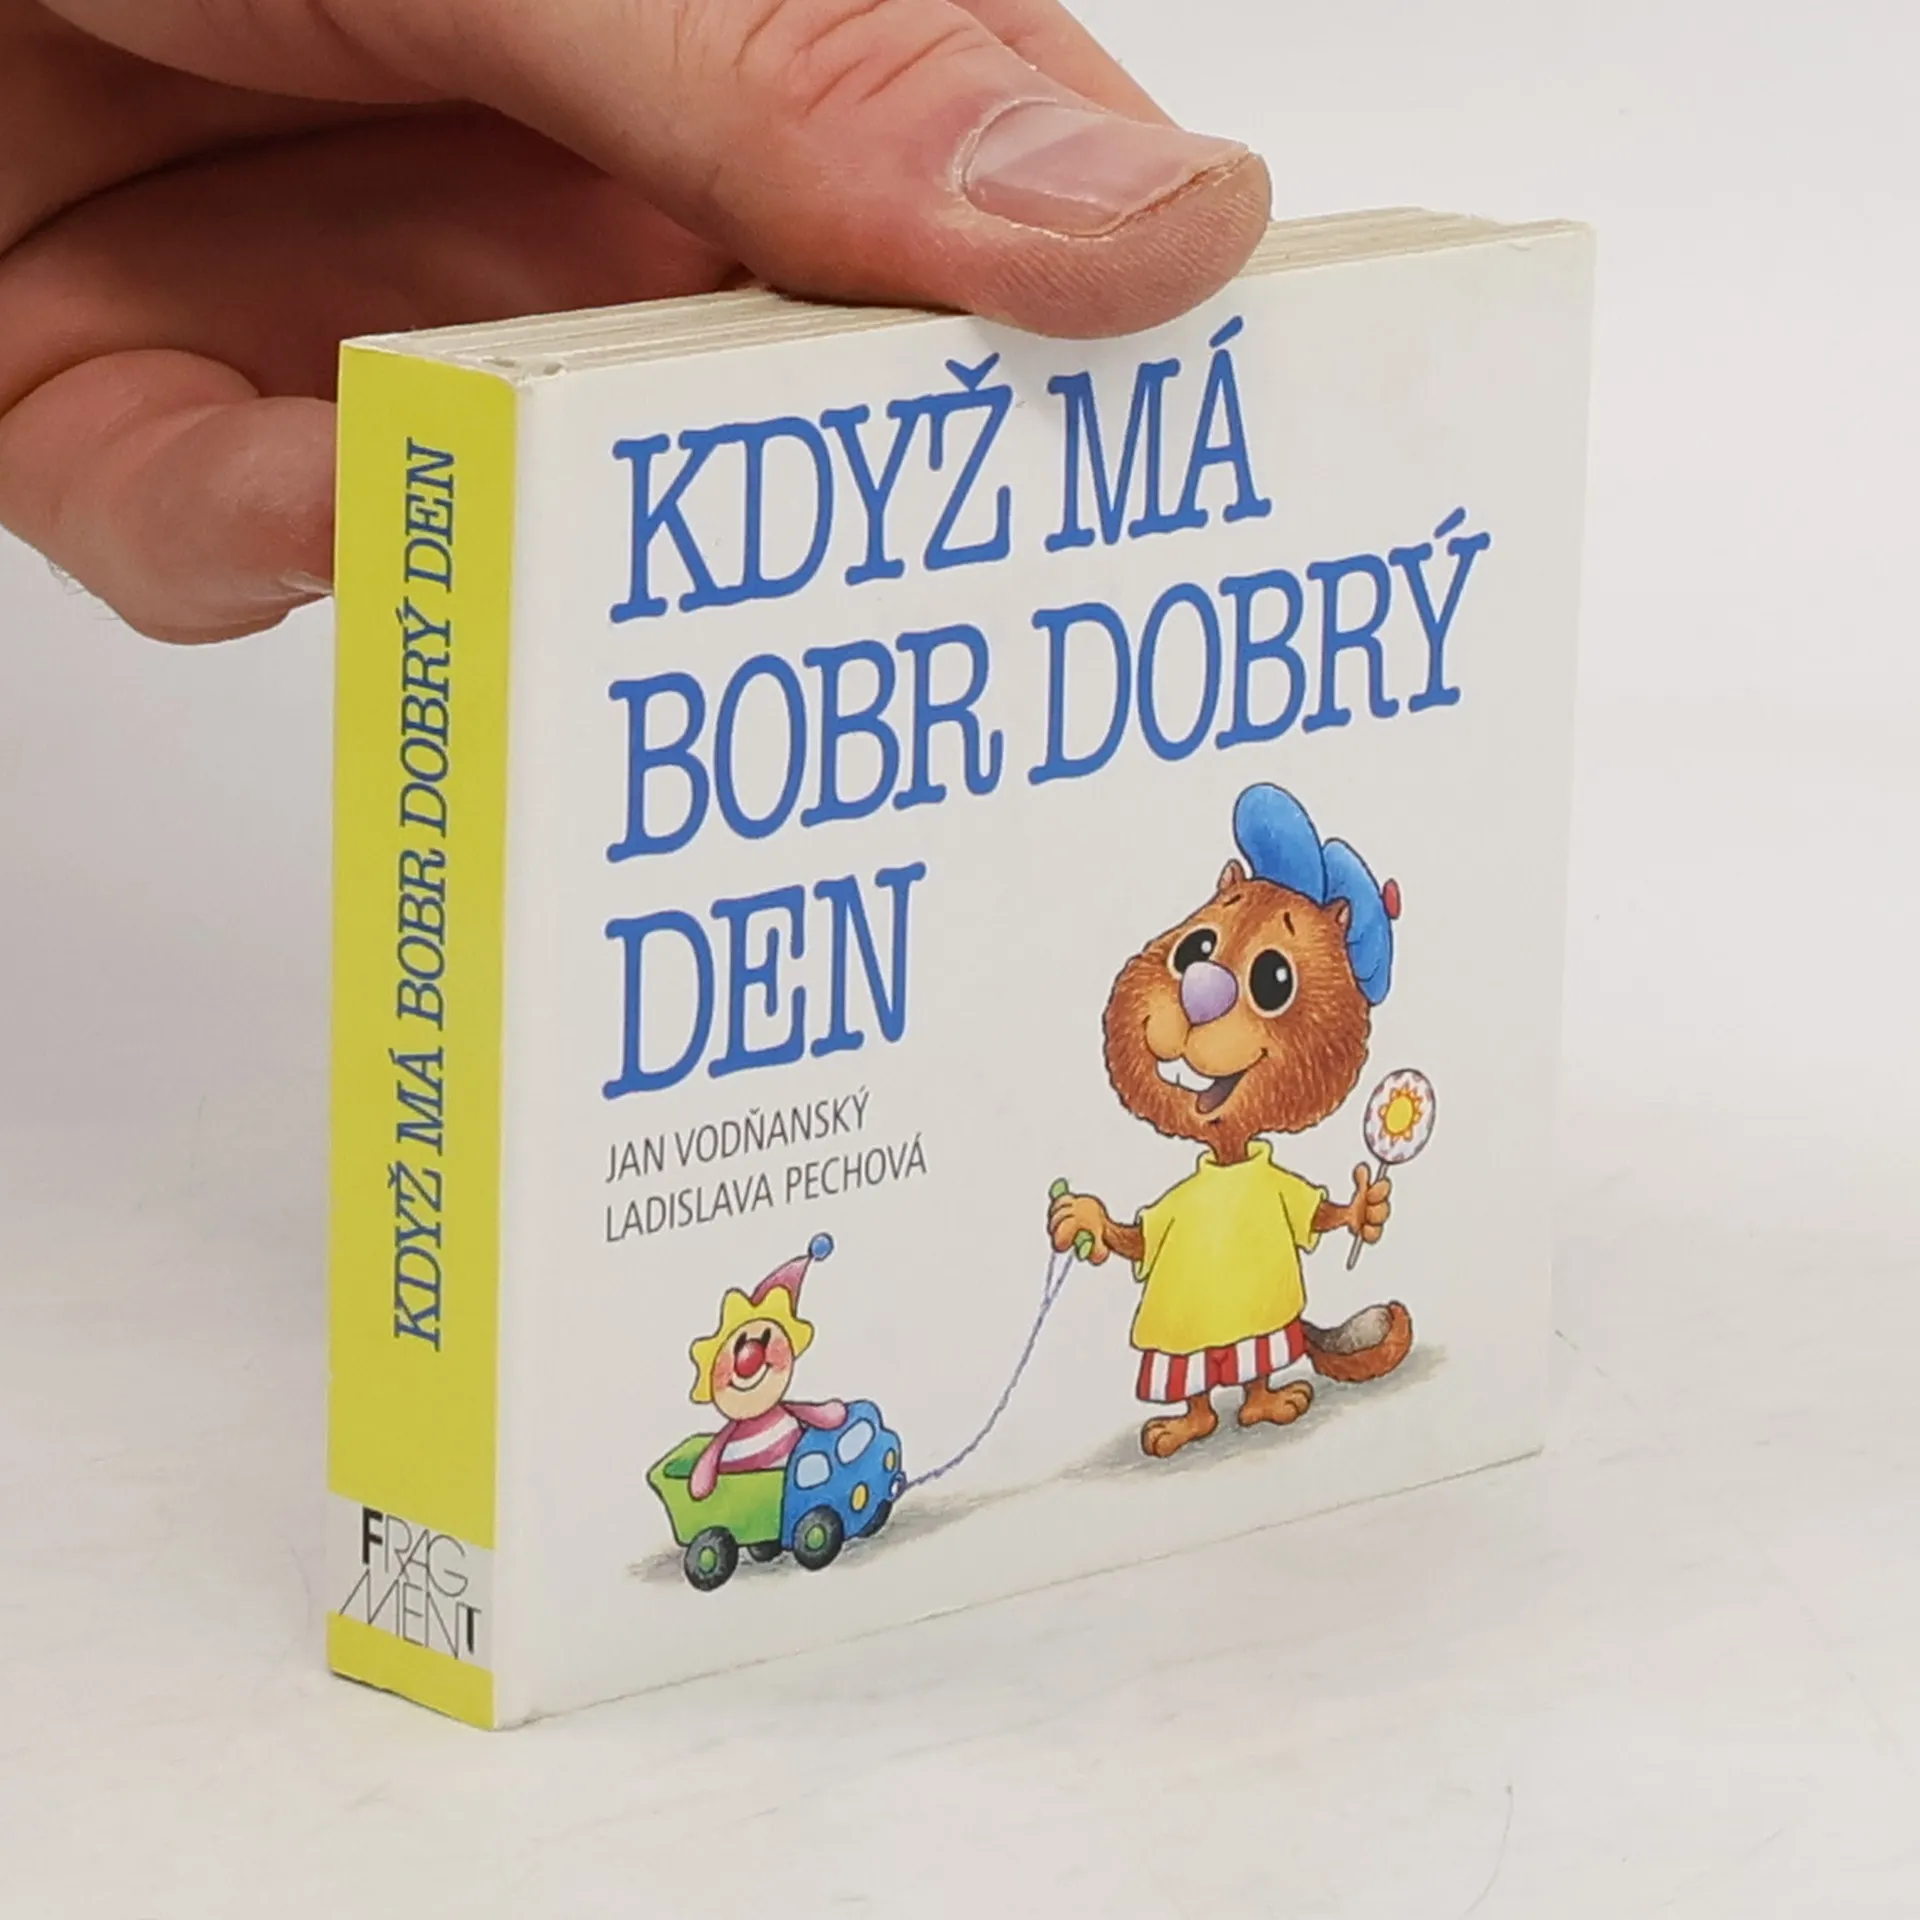 KDYŽ MÁ BOBR DOBRÝ DEN
FRAG
MENT
KDYŽ MÁ
BOBR DOBRÝ
DEN
JAN VODŇANSKÝ
LADISLAVA PECHOVÁ